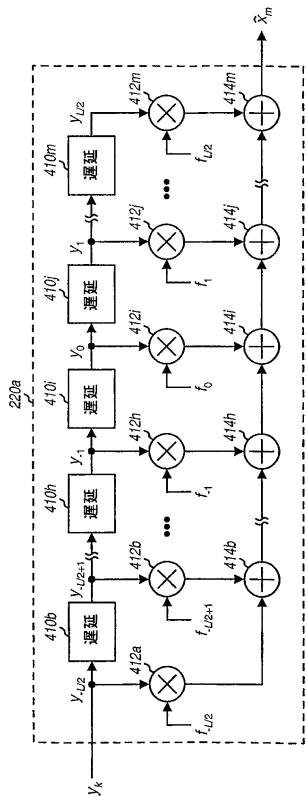 220a
y_k
y_{-L/2}
410b
遅延
y_{-L/2+1}
410h
遅延
y_{-1}
410i
遅延
y_0
410j
遅延
y_1
410m
遅延
y_{L/2}
412a
412b
412h
412i
412j
412m
f_{-L/2}
f_{-L/2+1}
f_{-1}
f_0
f_1
f_{L/2}
414b
414h
414i
414j
414m
x̂_m